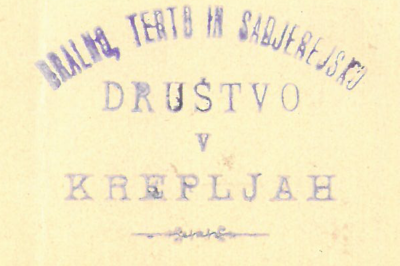 BRALNO, TERTO IN SADJEREJSKO
DRUŠTVO
V
KREPLJAH